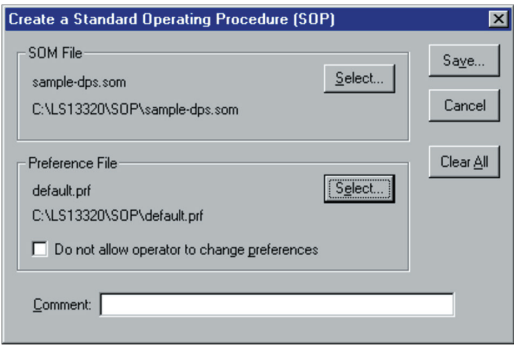 Create a Standard Operating Procedure (SOP)
SOM File
sample-dps.som
Select...
C:\LS13320\SOP\sample-dps.som
Save...
Cancel
Clear All
Preference File
default.prf
Select...
C:\LS13320\SOP\default.prf
Do not allow operator to change preferences
Comment: